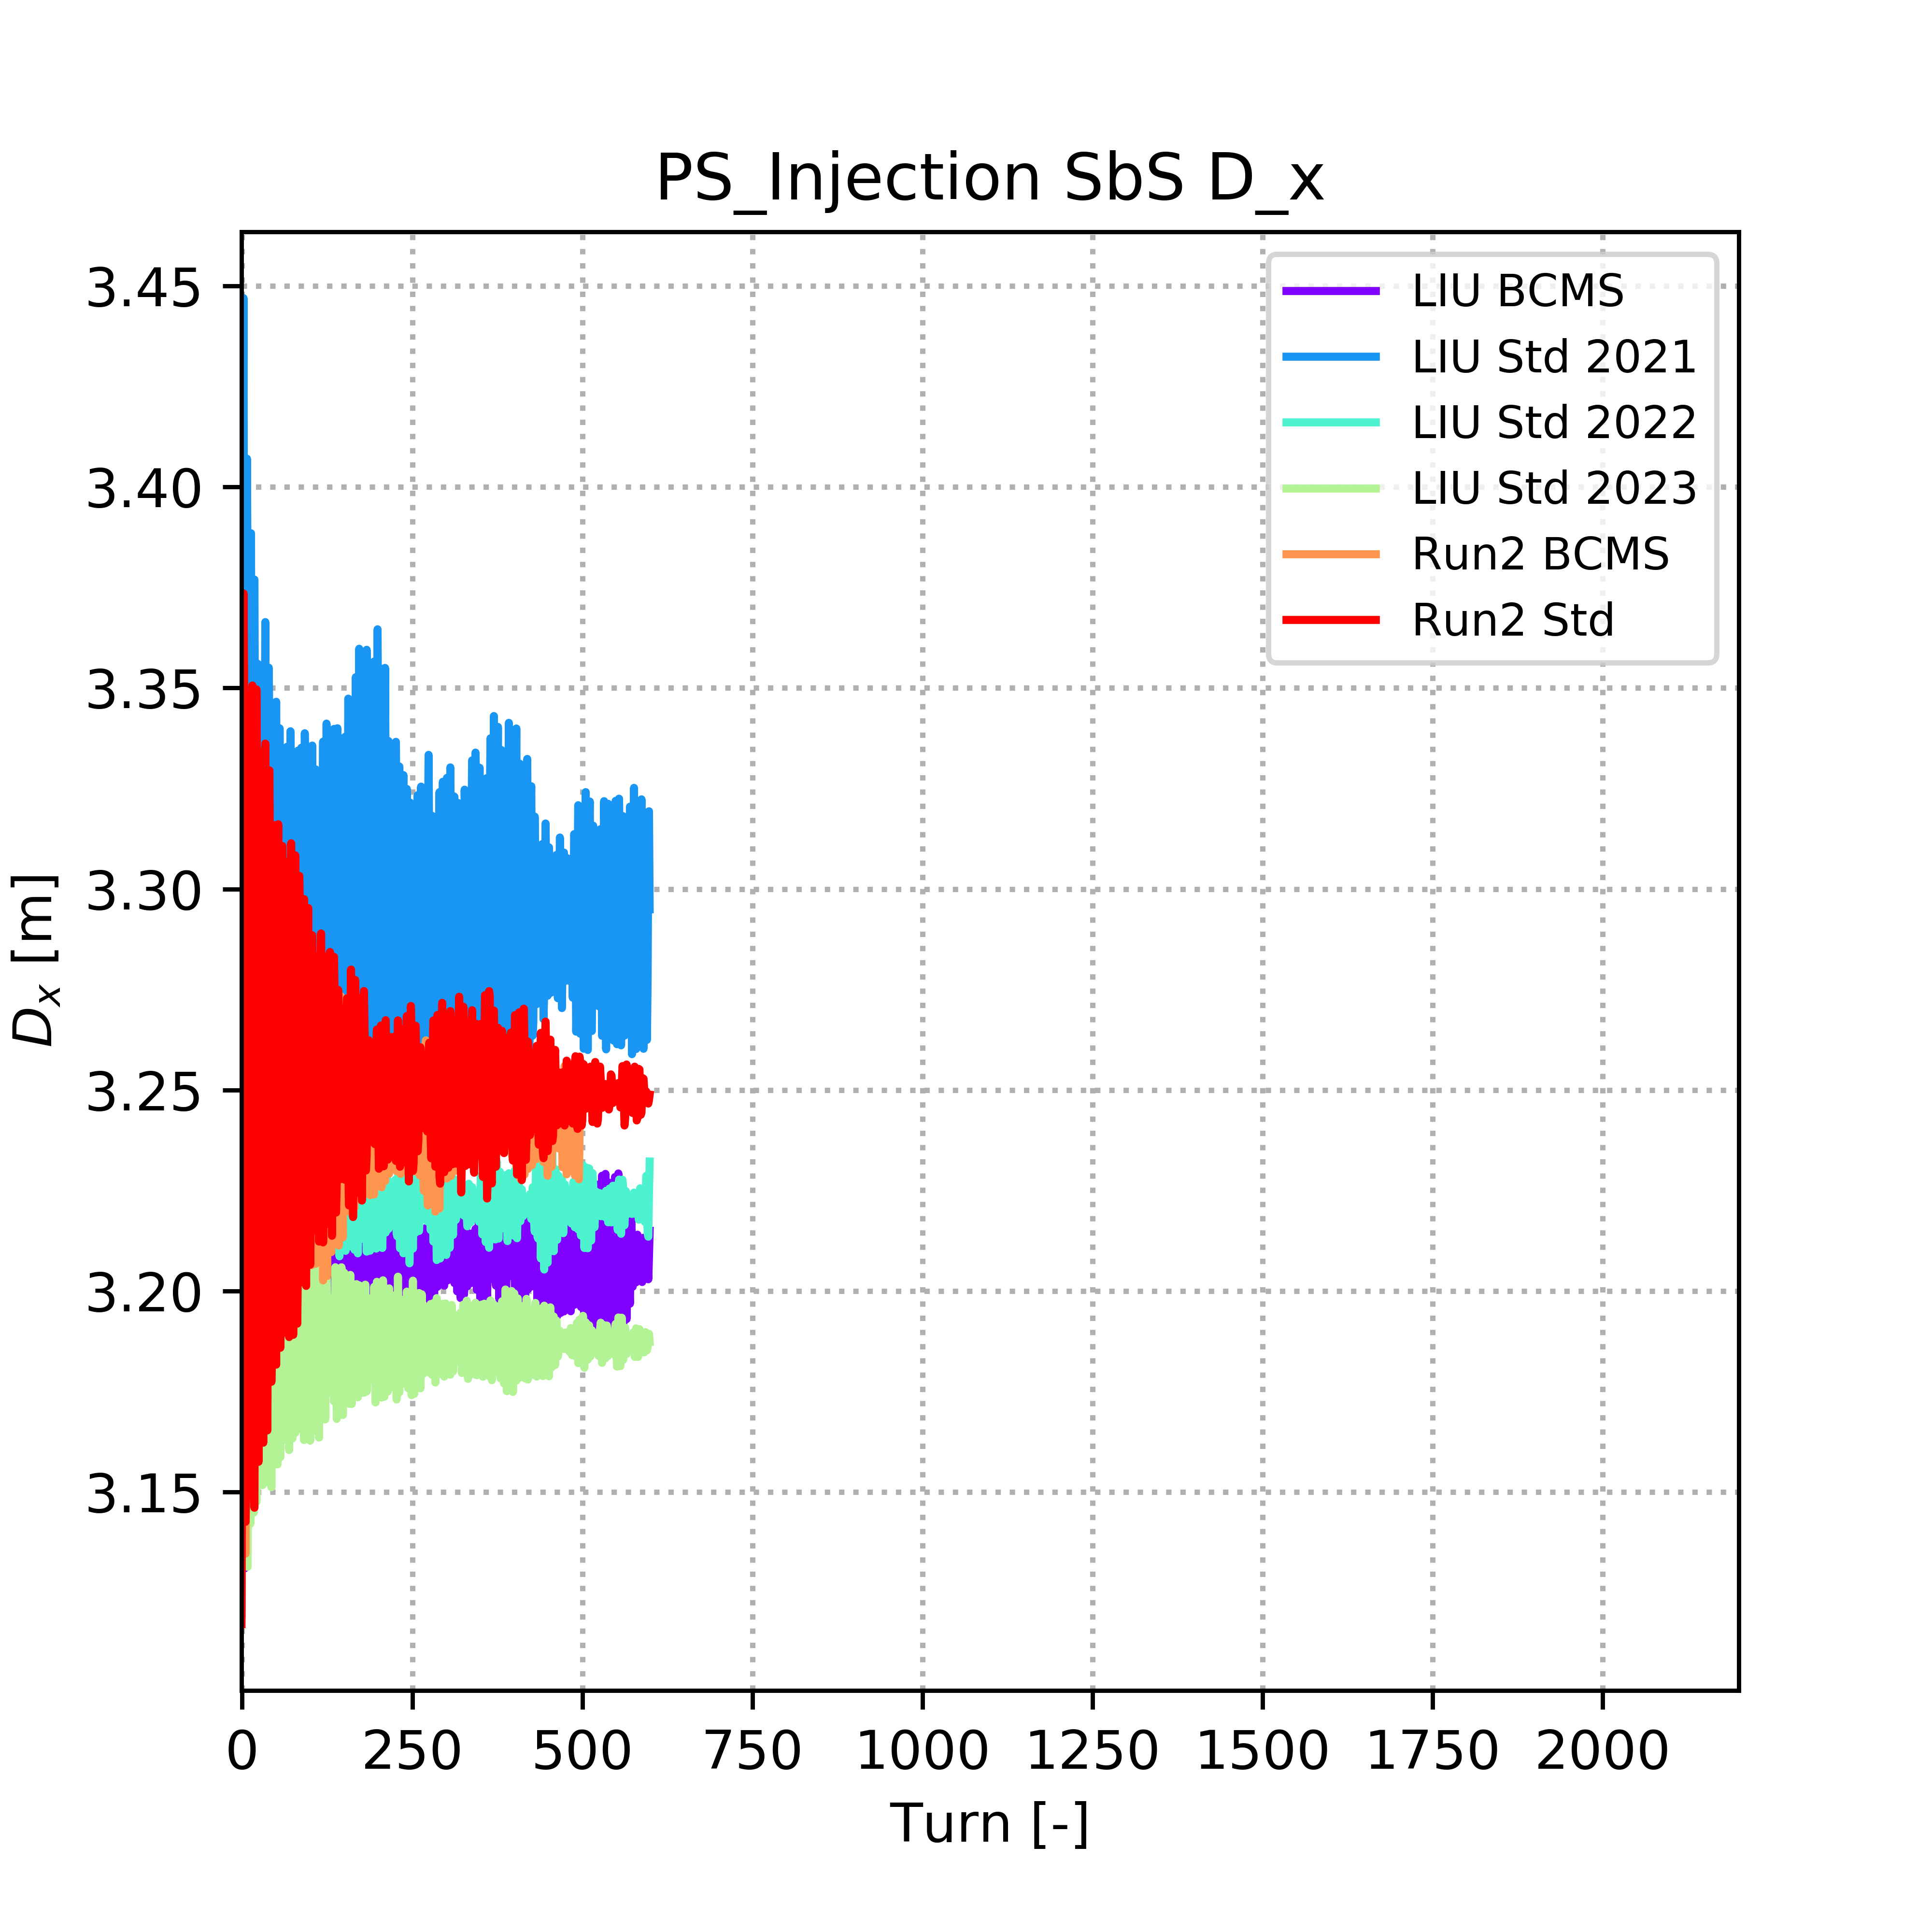 PS_Injection SbS D_x
3.45
3.40
3.35
3.30
3.25
3.20
3.15
D_x [m]
LIU BCMS
LIU Std 2021
LIU Std 2022
LIU Std 2023
Run2 BCMS
Run2 Std
0 250 500 750 1000 1250 1500 1750 2000
Turn [-]